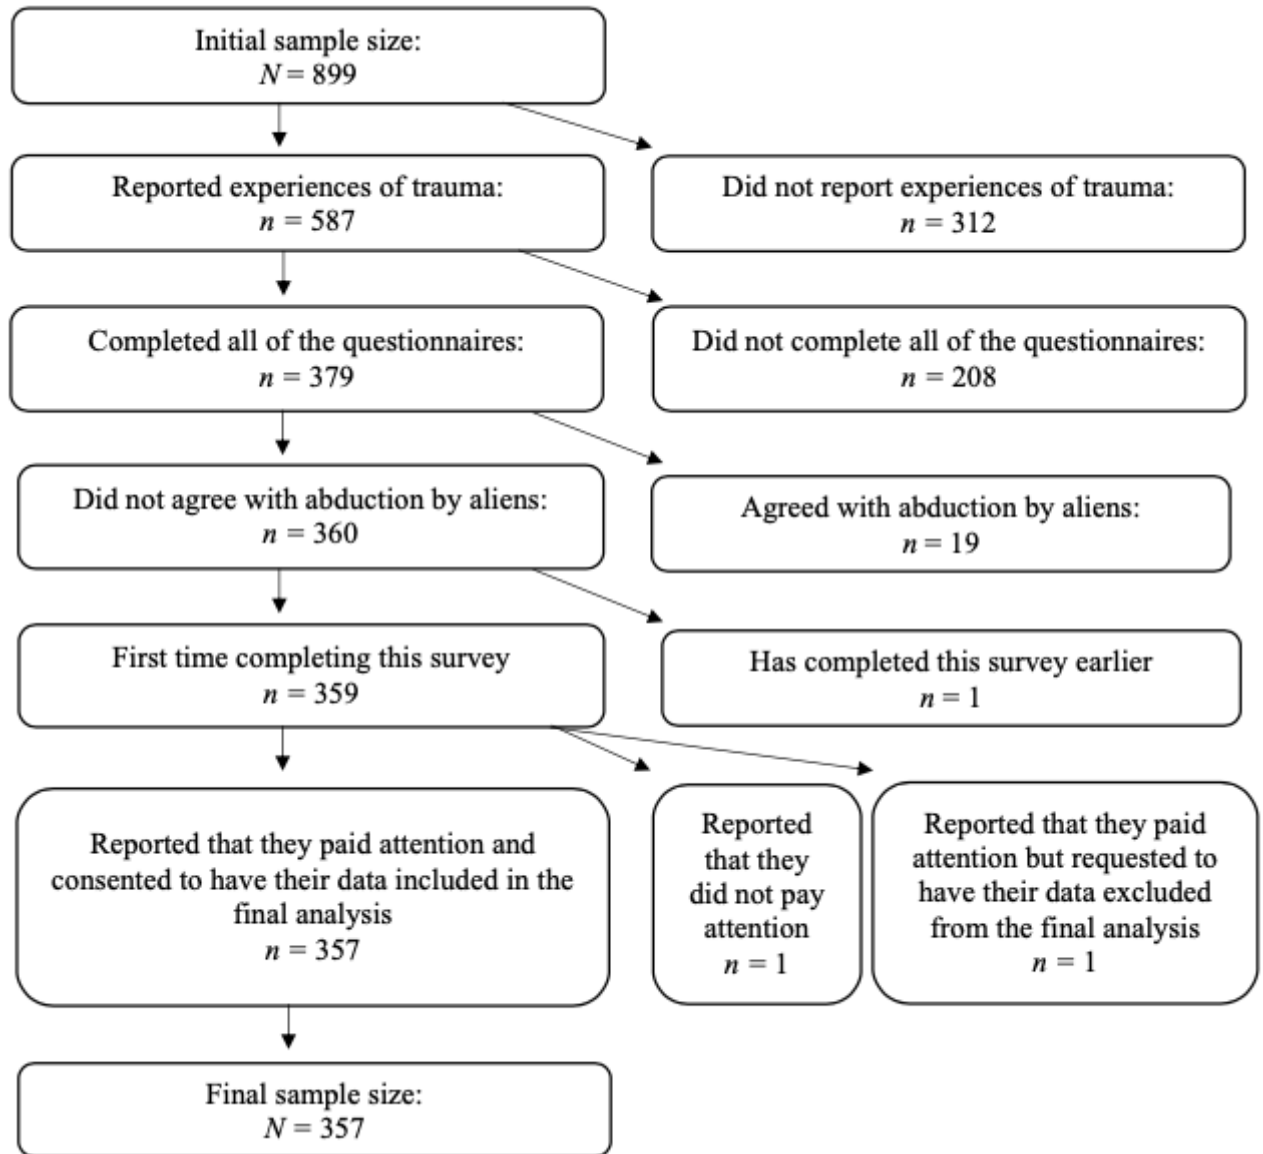 Initial sample size:
N = 899
Reported experiences of trauma:
n = 587
Did not report experiences of trauma:
n = 312
Completed all of the questionnaires:
n = 379
Did not complete all of the questionnaires:
n = 208
Did not agree with abduction by aliens:
n = 360
Agreed with abduction by aliens:
n = 19
First time completing this survey
n = 359
Has completed this survey earlier
n = 1
Reported that they paid attention and
consented to have their data included in the
final analysis
n = 357
Reported
that they
did not pay
attention
n = 1
Reported that they paid
attention but requested to
have their data excluded
from the final analysis
n = 1
Final sample size:
N = 357